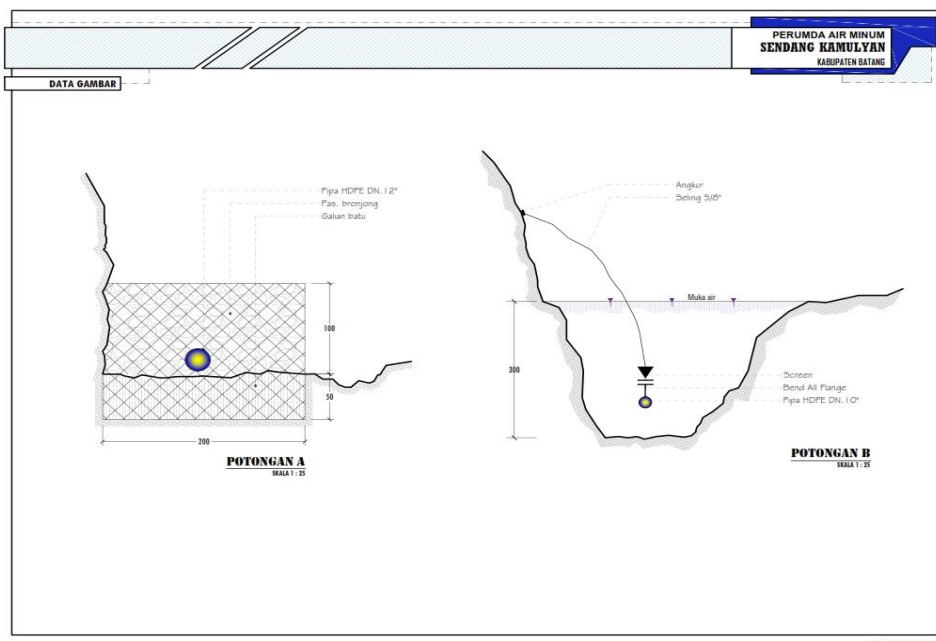 PERUMDA AIR MINUM
SENDANG KAMULYAN
KABUPATEN BATANG
DATA GAMBAR
Pipa HDPE DN. 12"
Pas. bronjong
Galian batu
100
50
200
POTONGAN A
SKALA 1 : 25
Angkur
Seling 5/8"
Muka air
300
Screen
Bend All Flange
Pipa HDPE DN. 10"
POTONGAN B
SKALA 1 : 25